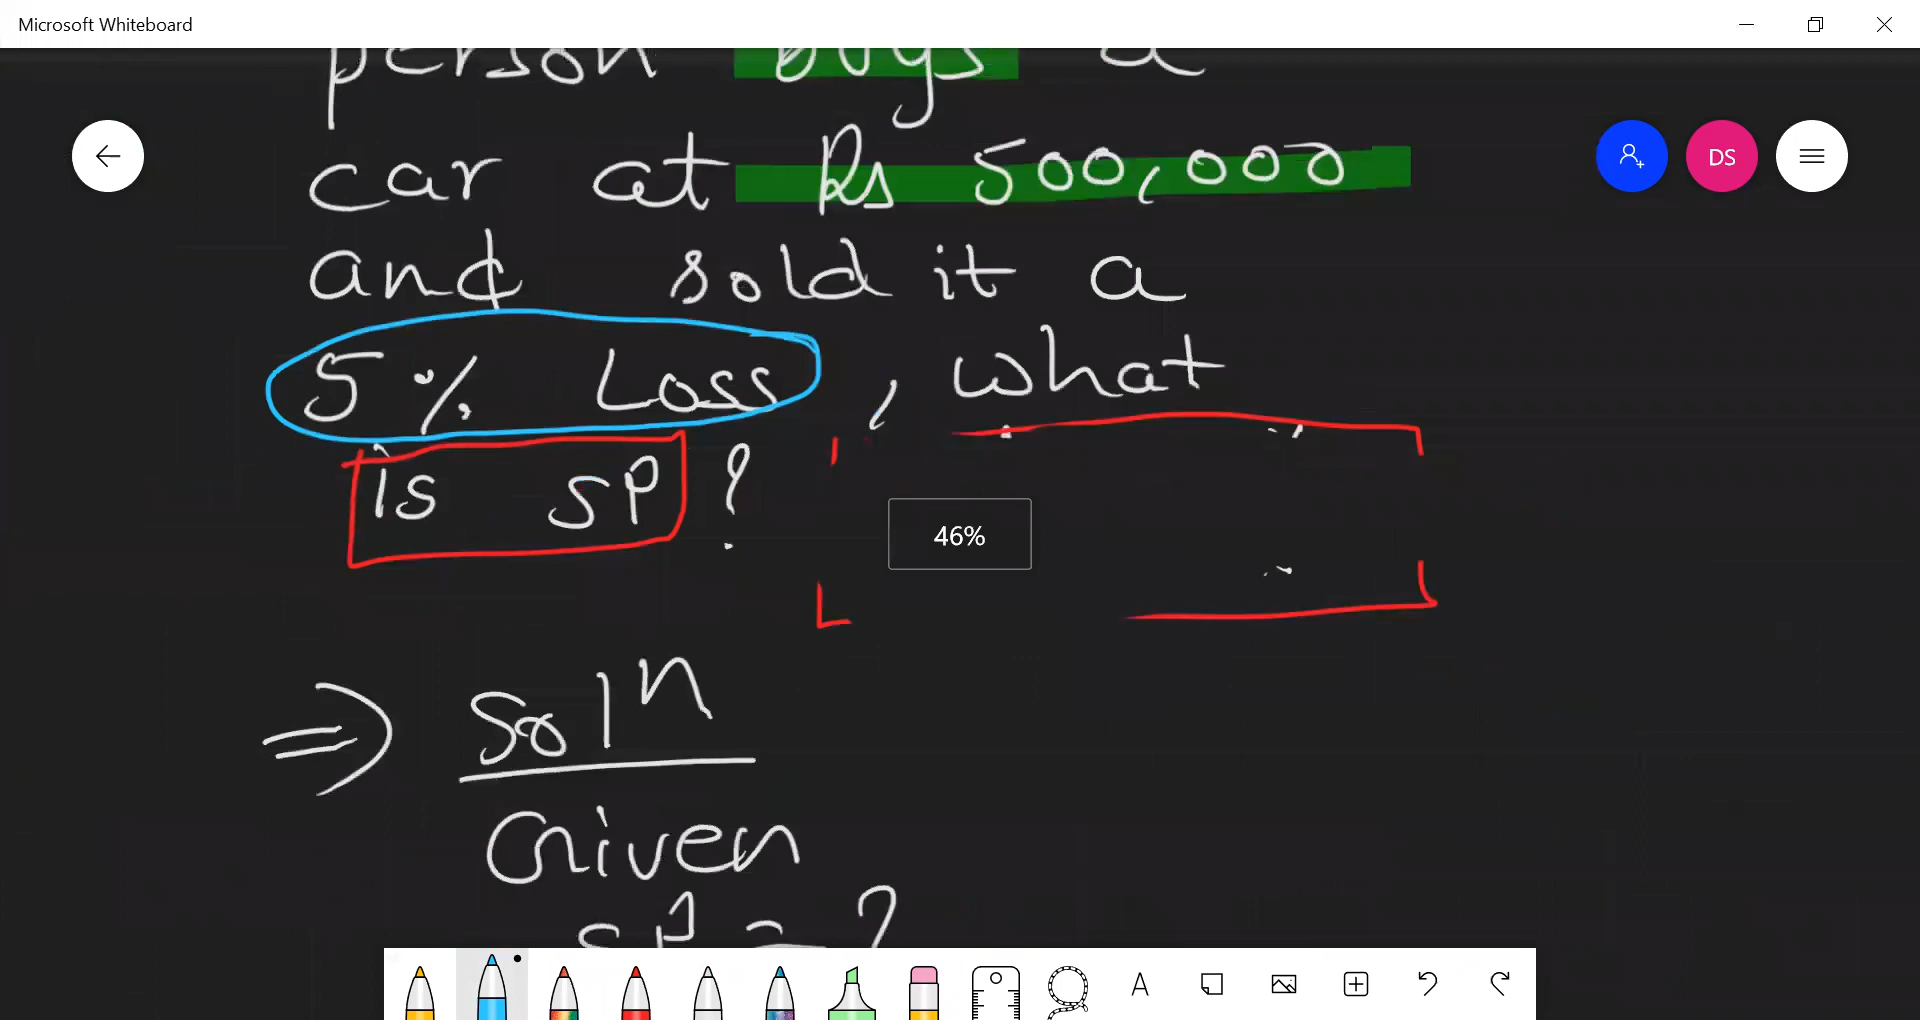 Microsoft Whiteboard
person buys a
car at Rs 500,000
DS
and sold it a
5% Loss, what
is SP?
46%
=> Solⁿ
Given
SP = ?